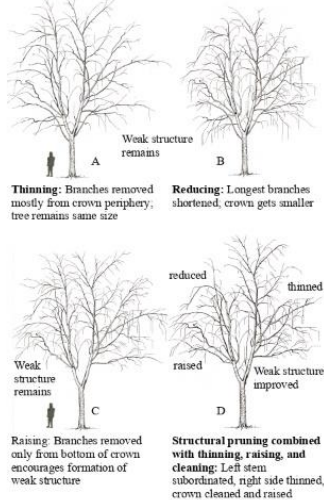 Weak structure
remains
A
B
Thinning: Branches removed
mostly from crown periphery;
tree remains same size
Reducing: Longest branches
shortened; crown gets smaller
Weak
structure
remains
C
Raising: Branches removed
only from bottom of crown
encourages formation of
weak structure
reduced
thinned
raised
Weak structure
improved
D
Structural pruning combined
with thinning, raising, and
cleaning: Left stem
subordinated, right side thinned,
crown cleaned and raised